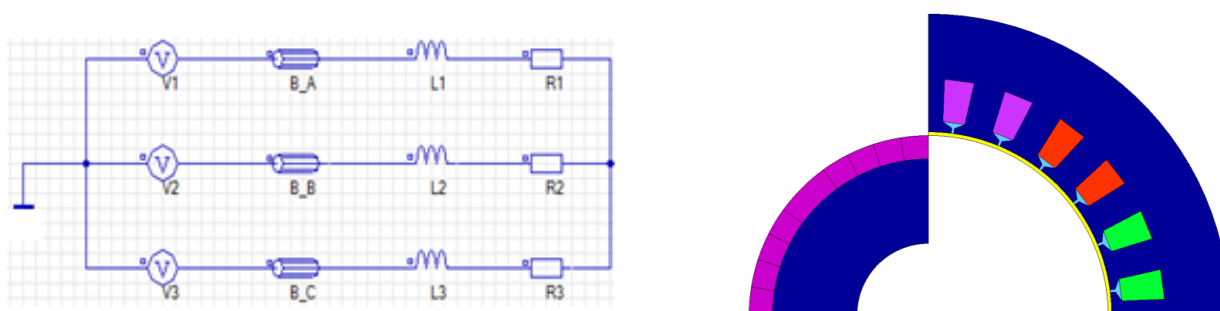 V V1 B_A L1 R1
V V2 B_B L2 R2
V V3 B_C L3 R3